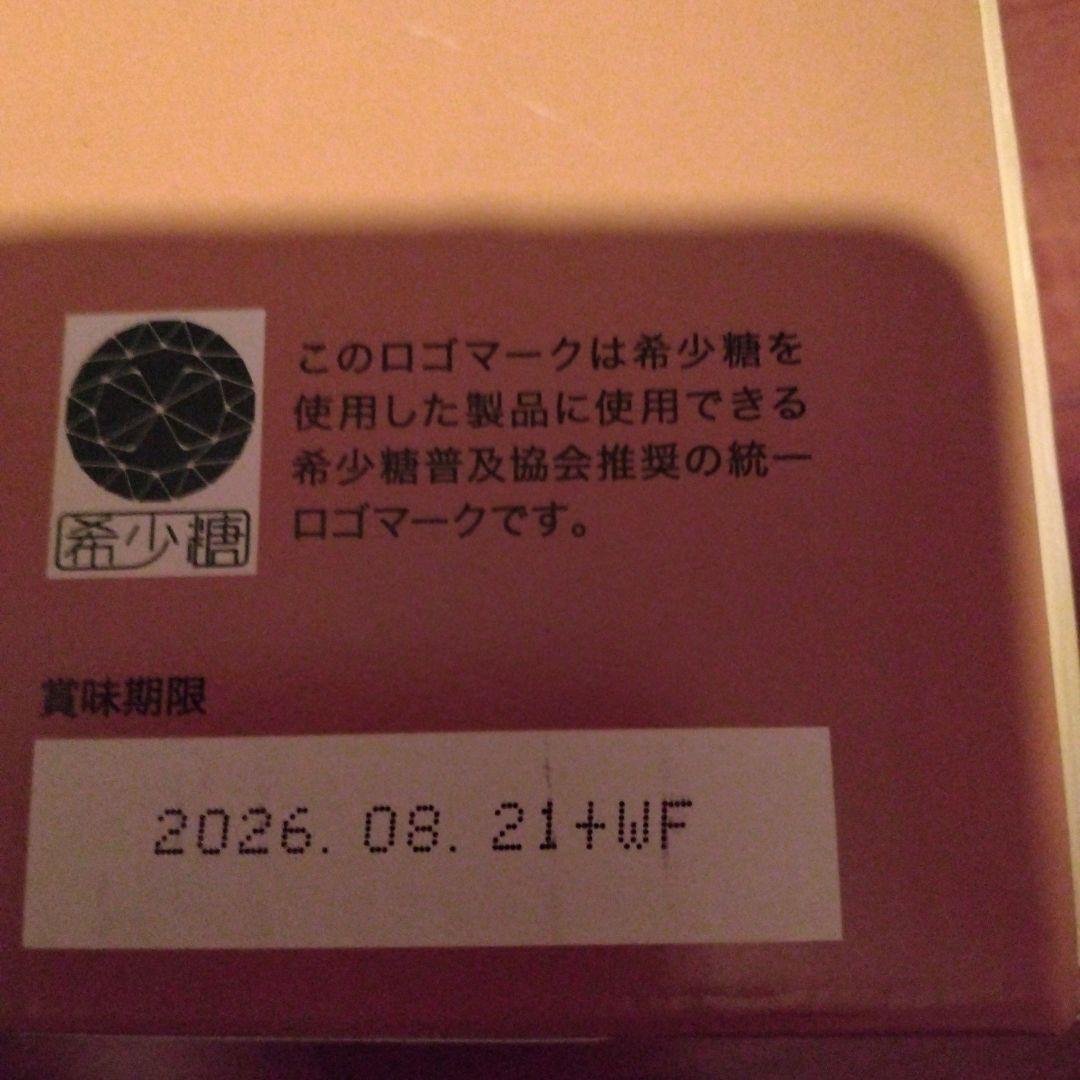 このロゴマークは希少糖を
使用した製品に使用できる
希少糖普及協会推奨の統一
ロゴマークです。
希少糖
賞味期限
2026.08.21+WF